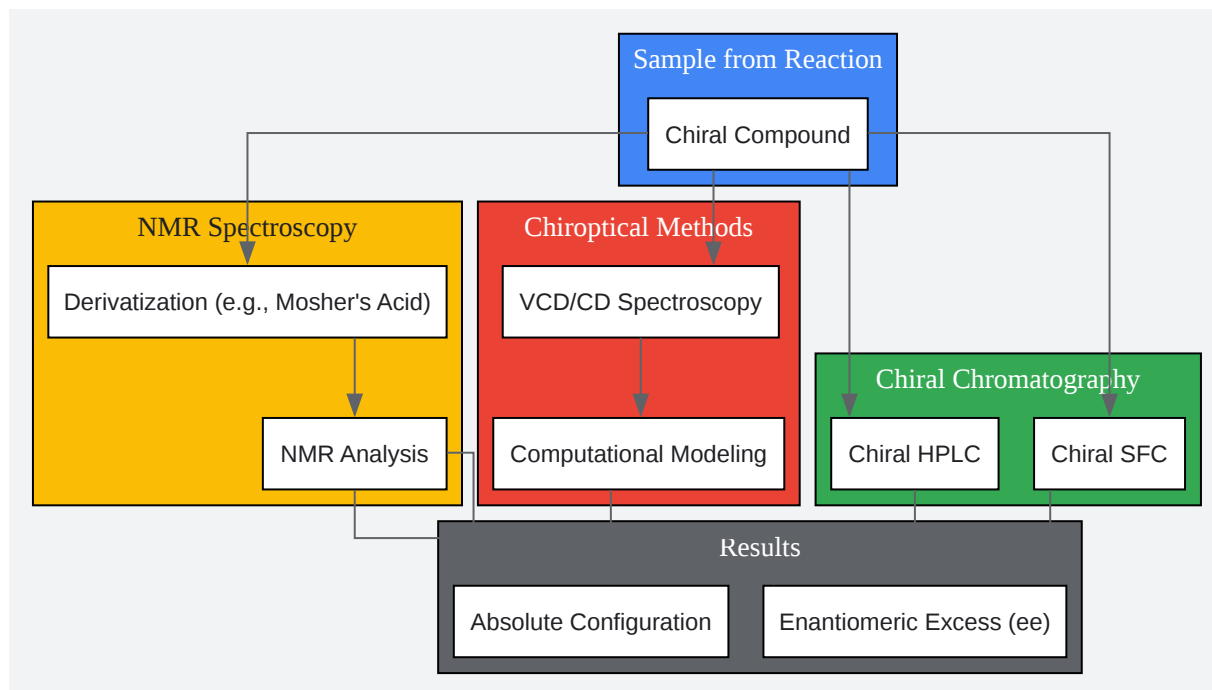 Sample from Reaction
Chiral Compound
NMR Spectroscopy
Derivatization (e.g., Mosher's Acid)
NMR Analysis
Chiroptical Methods
VCD/CD Spectroscopy
Computational Modeling
Chiral Chromatography
Chiral HPLC
Chiral SFC
Results
Absolute Configuration
Enantiomeric Excess (ee)